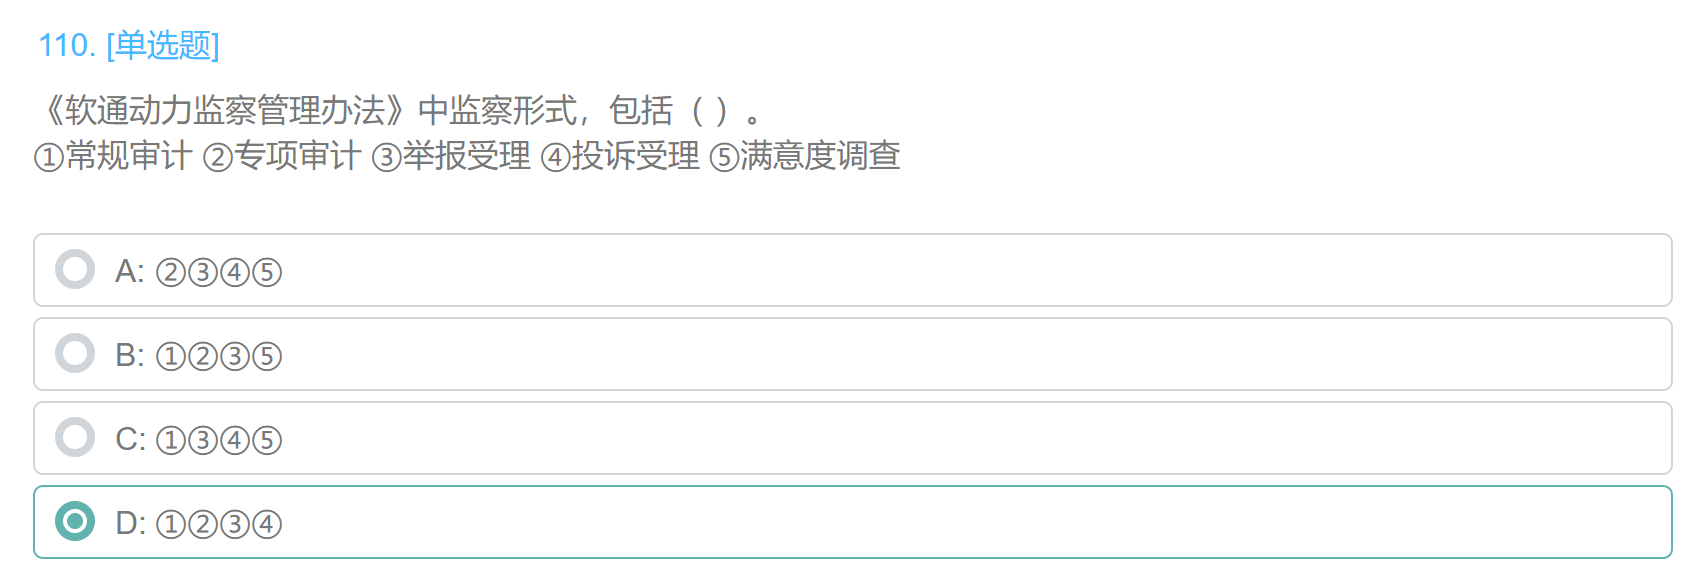 110. [单选题]
《软通动力监察管理办法》中监察形式，包括（ ）。
①常规审计 ②专项审计 ③举报受理 ④投诉受理 ⑤满意度调查
A: ②③④⑤
B: ①②③⑤
C: ①③④⑤
D: ①②③④